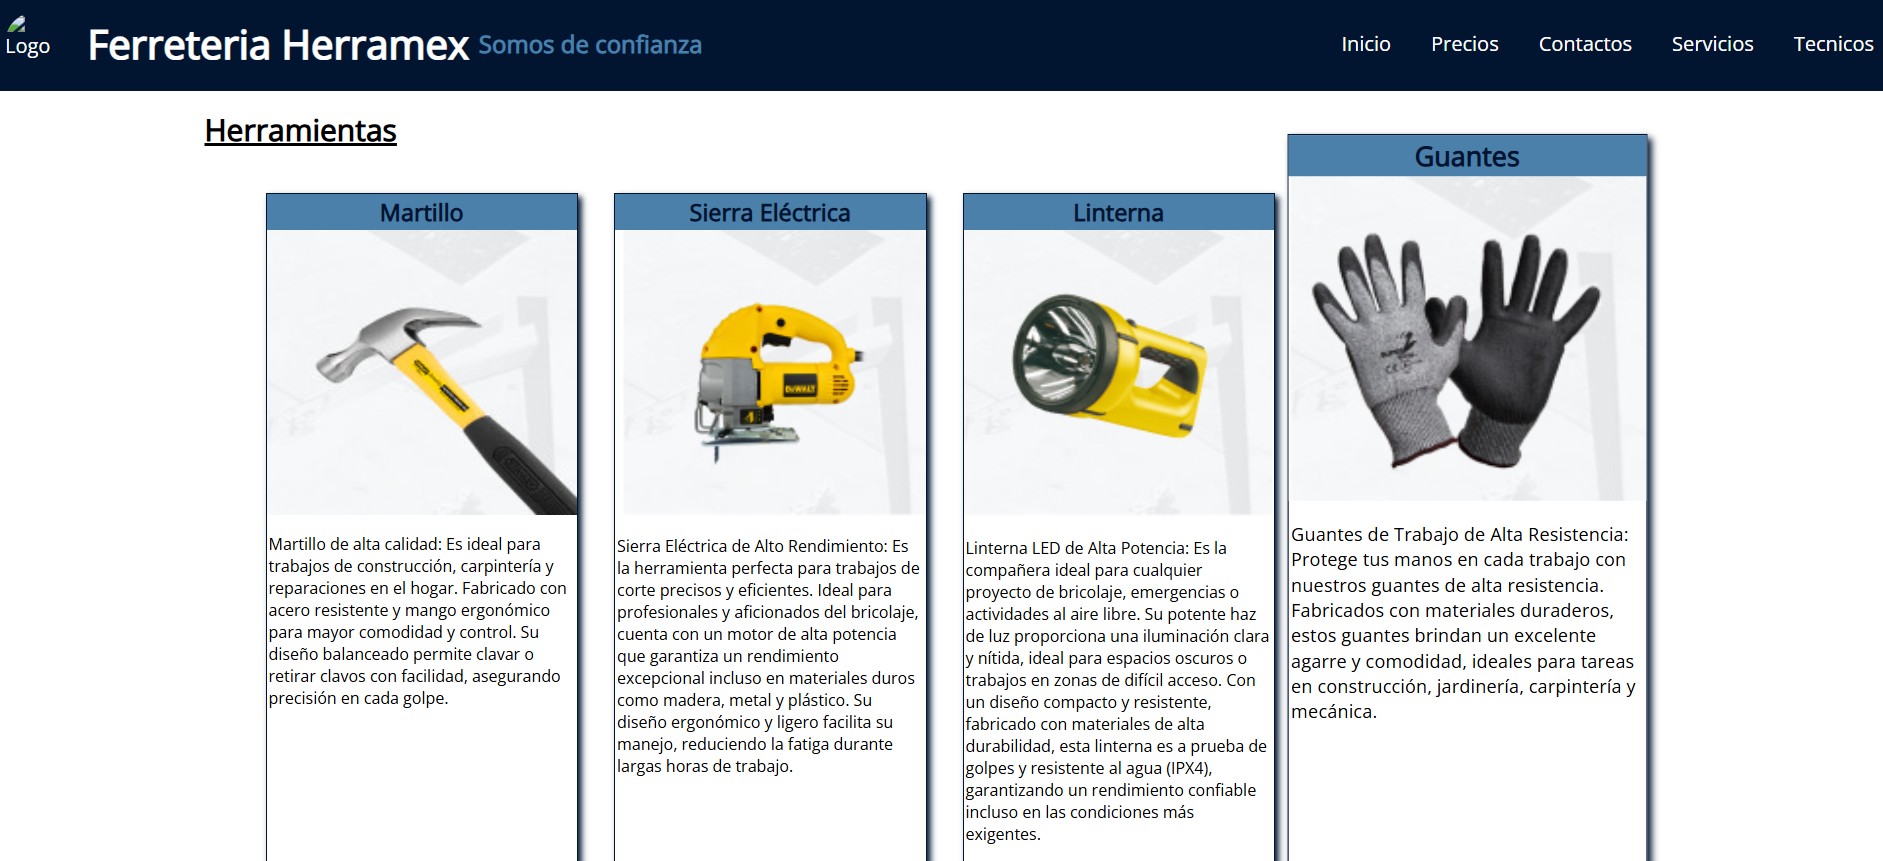 Logo
Ferreteria Herramex Somos de confianza
Inicio Precios Contactos Servicios Tecnicos
Herramientas
Martillo
Martillo de alta calidad: Es ideal para
trabajos de construcción, carpintería y
reparaciones en el hogar. Fabricado con
acero resistente y mango ergonómico
para mayor comodidad y control. Su
diseño balanceado permite clavar o
retirar clavos con facilidad, asegurando
precisión en cada golpe.
Sierra Eléctrica
DEWALT
Sierra Eléctrica de Alto Rendimiento: Es
la herramienta perfecta para trabajos de
corte precisos y eficientes. Ideal para
profesionales y aficionados del bricolaje,
cuenta con un motor de alta potencia
que garantiza un rendimiento
excepcional incluso en materiales duros
como madera, metal y plástico. Su
diseño ergonómico y ligero facilita su
manejo, reduciendo la fatiga durante
largas horas de trabajo.
Linterna
Linterna LED de Alta Potencia: Es la
compañera ideal para cualquier
proyecto de bricolaje, emergencias o
actividades al aire libre. Su potente haz
de luz proporciona una iluminación clara
y nítida, ideal para espacios oscuros o
trabajos en zonas de difícil acceso. Con
un diseño compacto y resistente,
fabricado con materiales de alta
durabilidad, esta linterna es a prueba de
golpes y resistente al agua (IPX4),
garantizando un rendimiento confiable
incluso en las condiciones más
exigentes.
Guantes
Guantes de Trabajo de Alta Resistencia:
Protege tus manos en cada trabajo con
nuestros guantes de alta resistencia.
Fabricados con materiales duraderos,
estos guantes brindan un excelente
agarre y comodidad, ideales para tareas
en construcción, jardinería, carpintería y
mecánica.